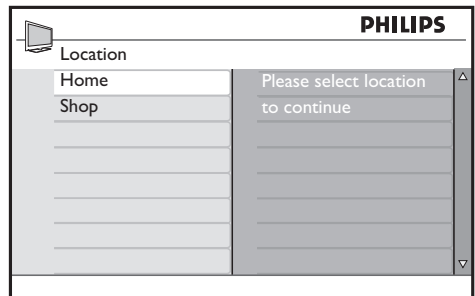 PHILIPS
Location
Home
Shop
Please select location
to continue